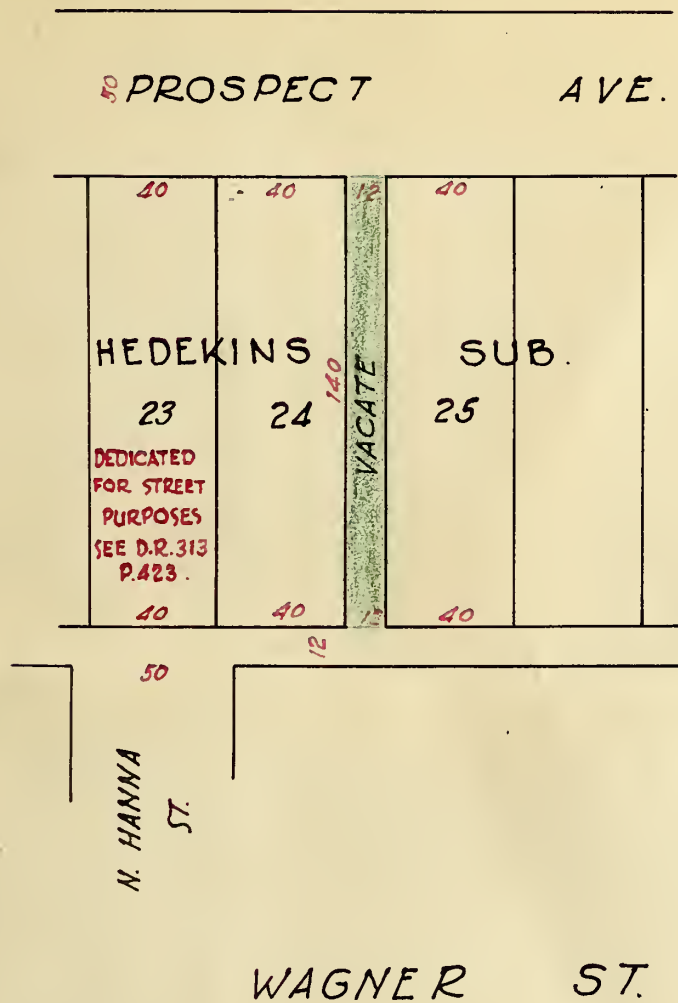 50 PROSPECT AVE.
40 40 12 40
HEDEKINS SUB.
140
VACATE
23 24 25
DEDICATED
FOR STREET
PURPOSES
SEE D.R. 313
P. 423.
40 40 12 40
12
50
N. HANNA
ST.
WAGNER ST.